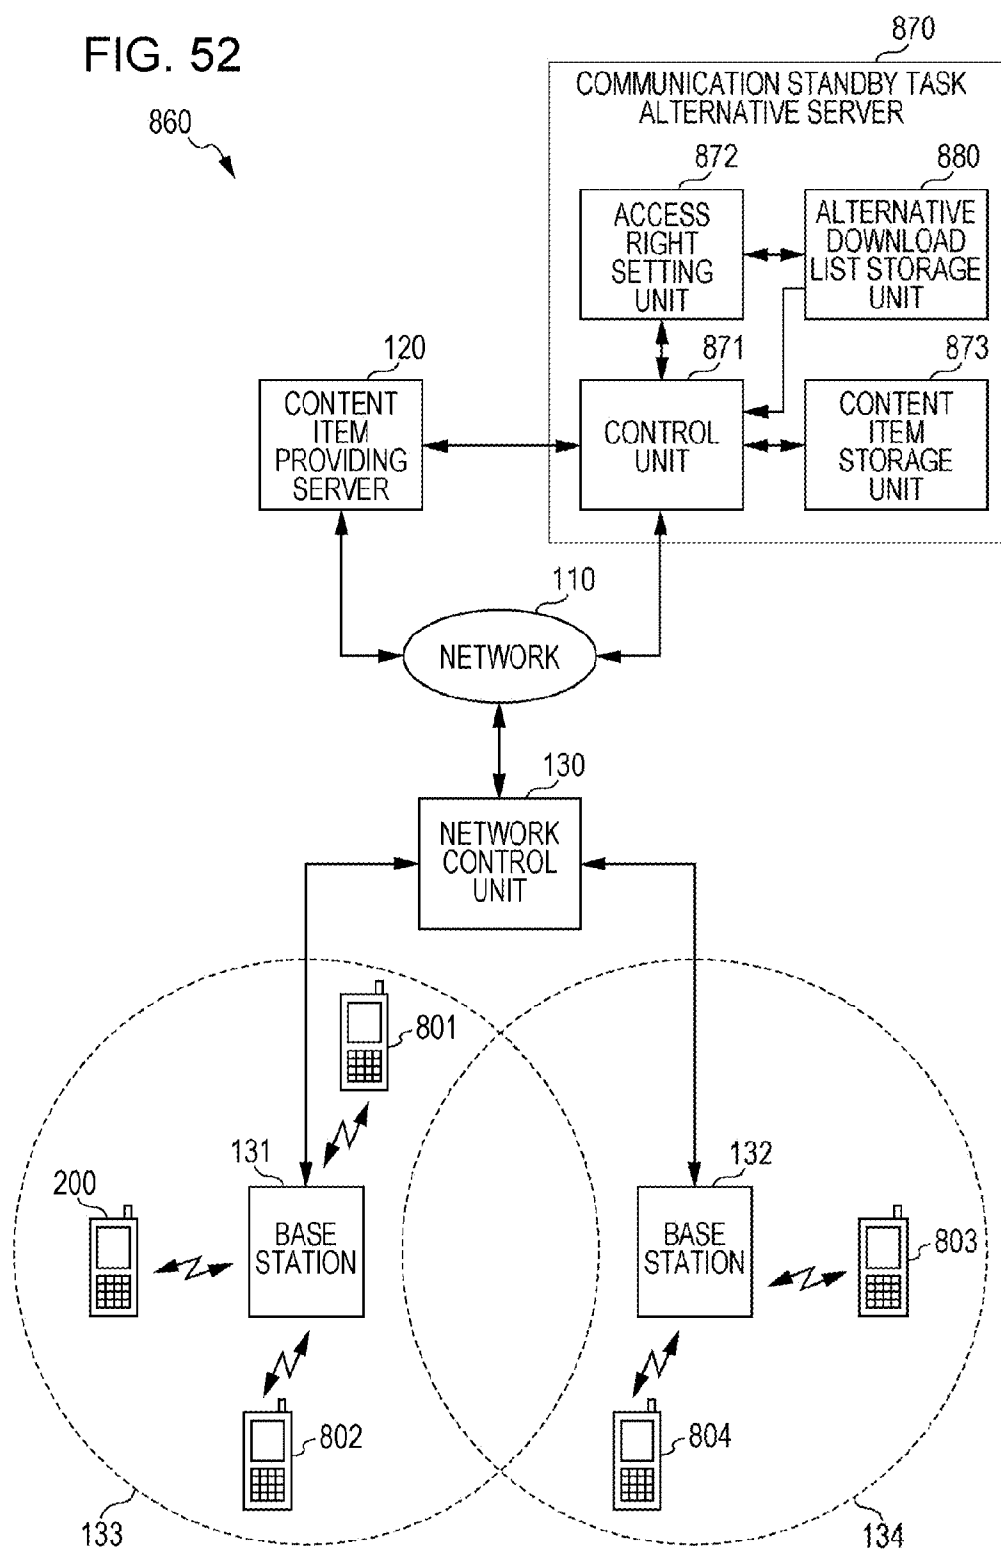 FIG. 52
860
870
COMMUNICATION STANDBY TASK
ALTERNATIVE SERVER
872
ACCESS
RIGHT
SETTING
UNIT
880
ALTERNATIVE
DOWNLOAD
LIST STORAGE
UNIT
120
CONTENT
ITEM
PROVIDING
SERVER
871
CONTROL
UNIT
873
CONTENT
ITEM
STORAGE
UNIT
110
NETWORK
130
NETWORK
CONTROL
UNIT
801
131
BASE
STATION
200
802
133
132
BASE
STATION
803
804
134